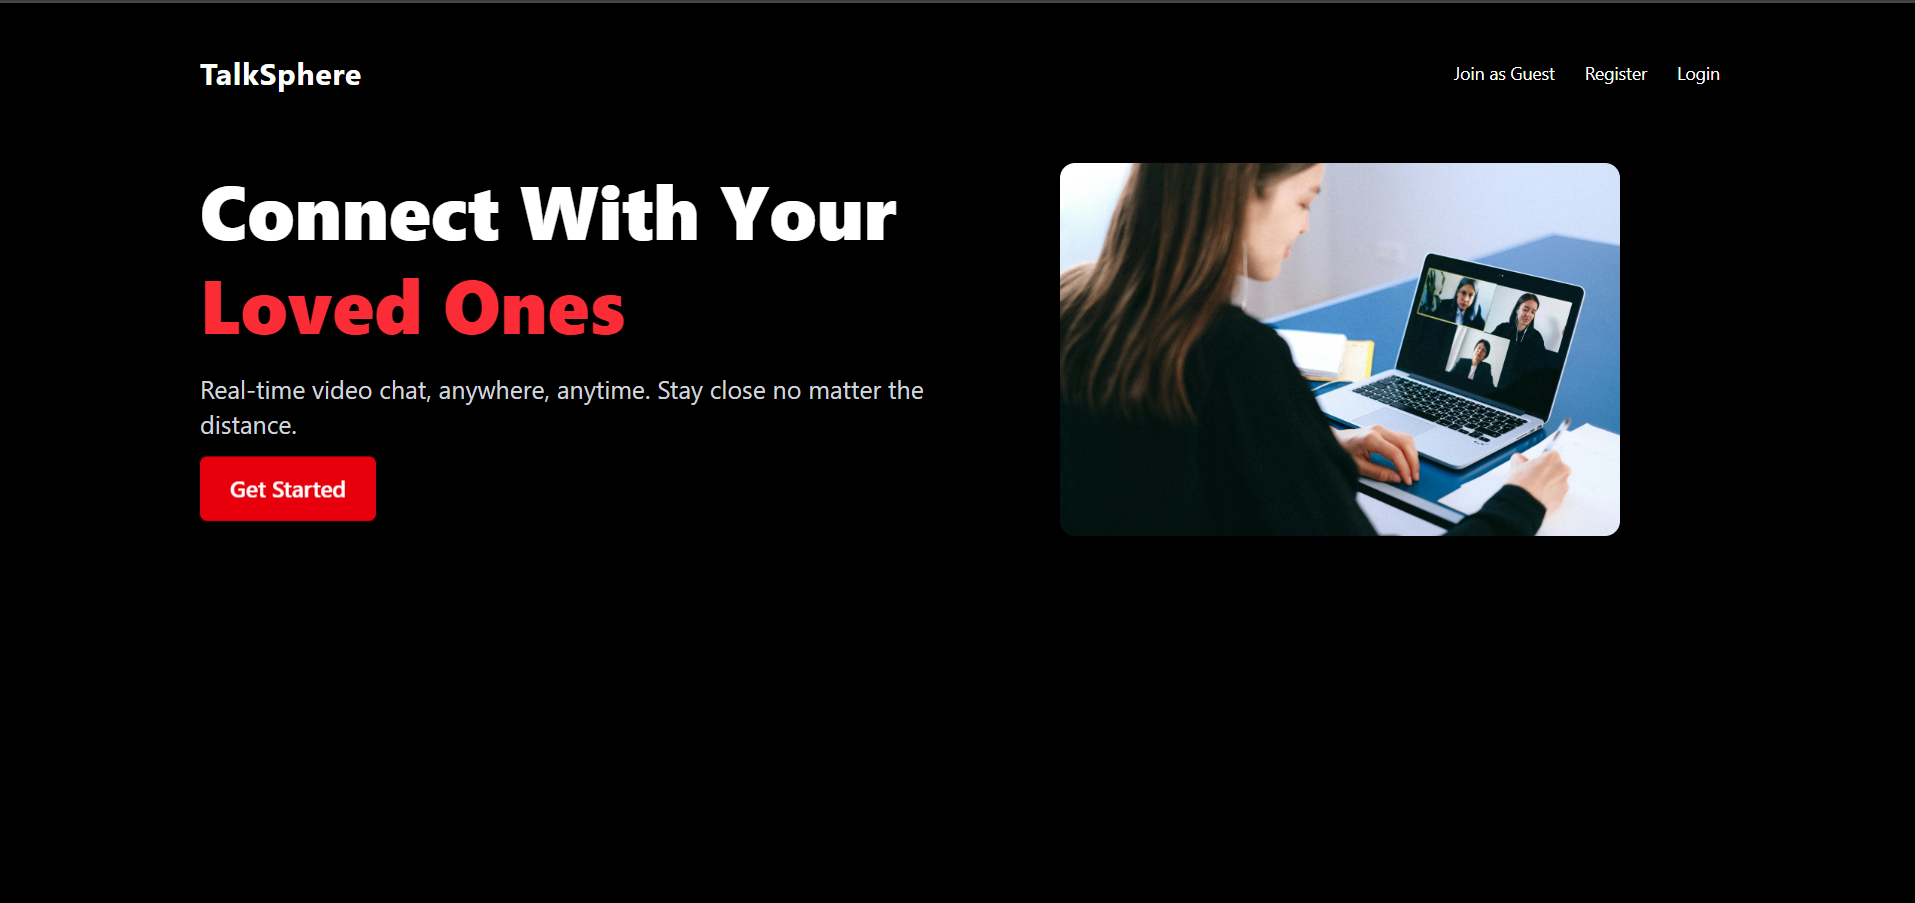 TalkSphere
Join as Guest
Register
Login
Connect With Your
Loved Ones
Real-time video chat, anywhere, anytime. Stay close no matter the
distance.
Get Started